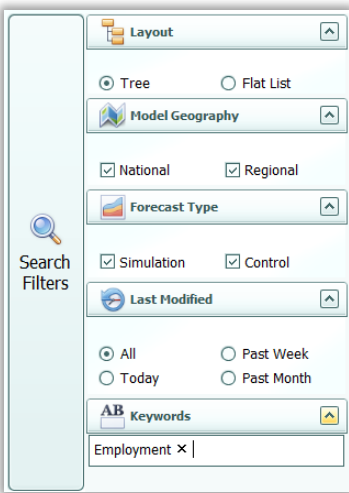 Layout
Tree Flat List
Model Geography
National Regional
Forecast Type
Search
Filters
Simulation Control
Last Modified
All Past Week
Today Past Month
AB Keywords
Employment ×